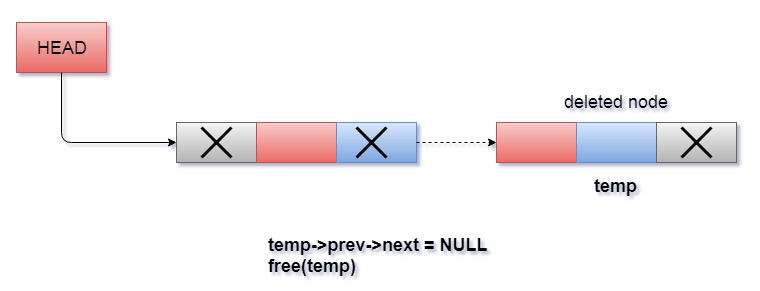 HEAD
deleted node
temp
temp->prev->next = NULL
free(temp)